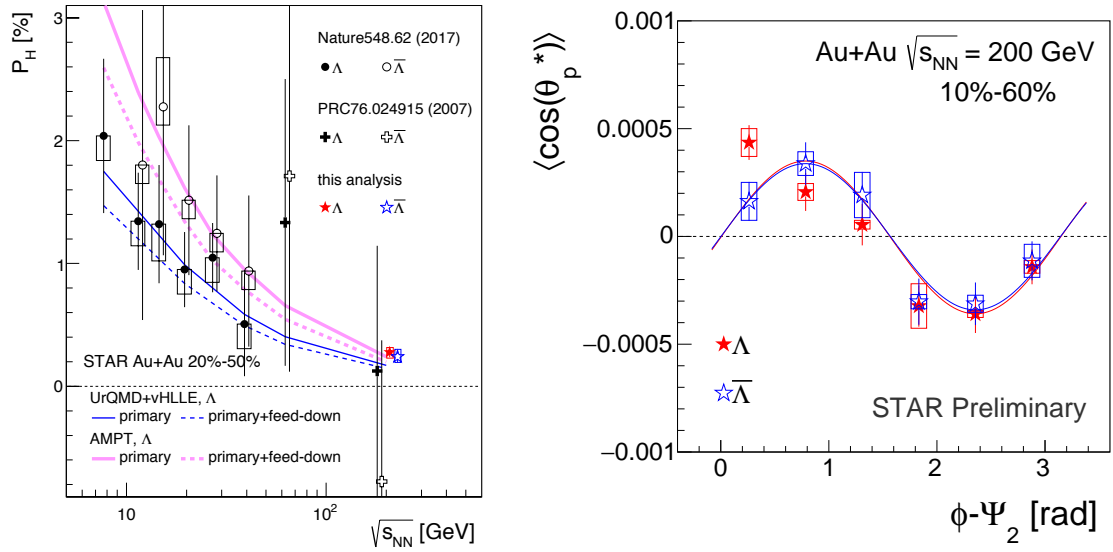 P_H [%]
3
2
1
0
Nature548.62 (2017)
Λ Λ̅
PRC76.024915 (2007)
Λ Λ̅
this analysis
Λ Λ̅
STAR Au+Au 20%-50%
UrQMD+vHLLE, Λ
primary primary+feed-down
AMPT, Λ
primary primary+feed-down
10 10²
√s_NN [GeV]
⟨cos(θ_p*)⟩
0.001
0.0005
0
−0.0005
−0.001
Au+Au √s_NN = 200 GeV
10%-60%
Λ
Λ̅
STAR Preliminary
0 1 2 3
ϕ-Ψ₂ [rad]